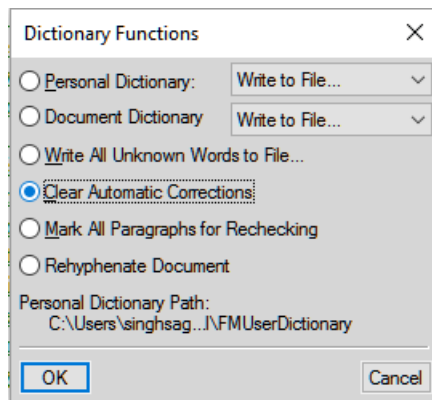 Dictionary Functions
Personal Dictionary: Write to File...
Document Dictionary Write to File...
Write All Unknown Words to File...
Clear Automatic Corrections
Mark All Paragraphs for Rechecking
Rehyphenate Document
Personal Dictionary Path:
C:\Users\singhsag...I\FMUserDictionary
OK Cancel